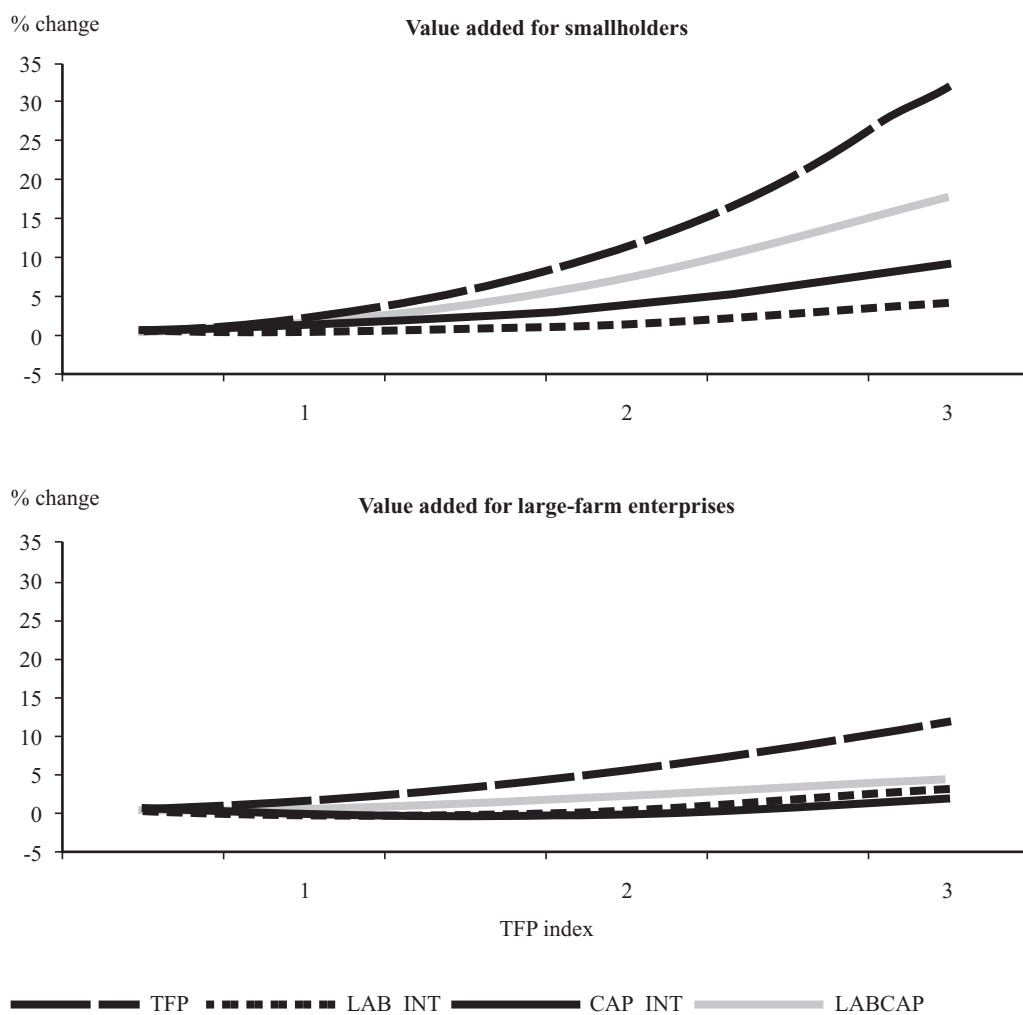 % change
Value added for smallholders
35
30
25
20
15
10
5
0
-5
1 2 3
% change
Value added for large-farm enterprises
35
30
25
20
15
10
5
0
-5
1 2 3
TFP index
TFP LAB_INT CAP_INT LABCAP